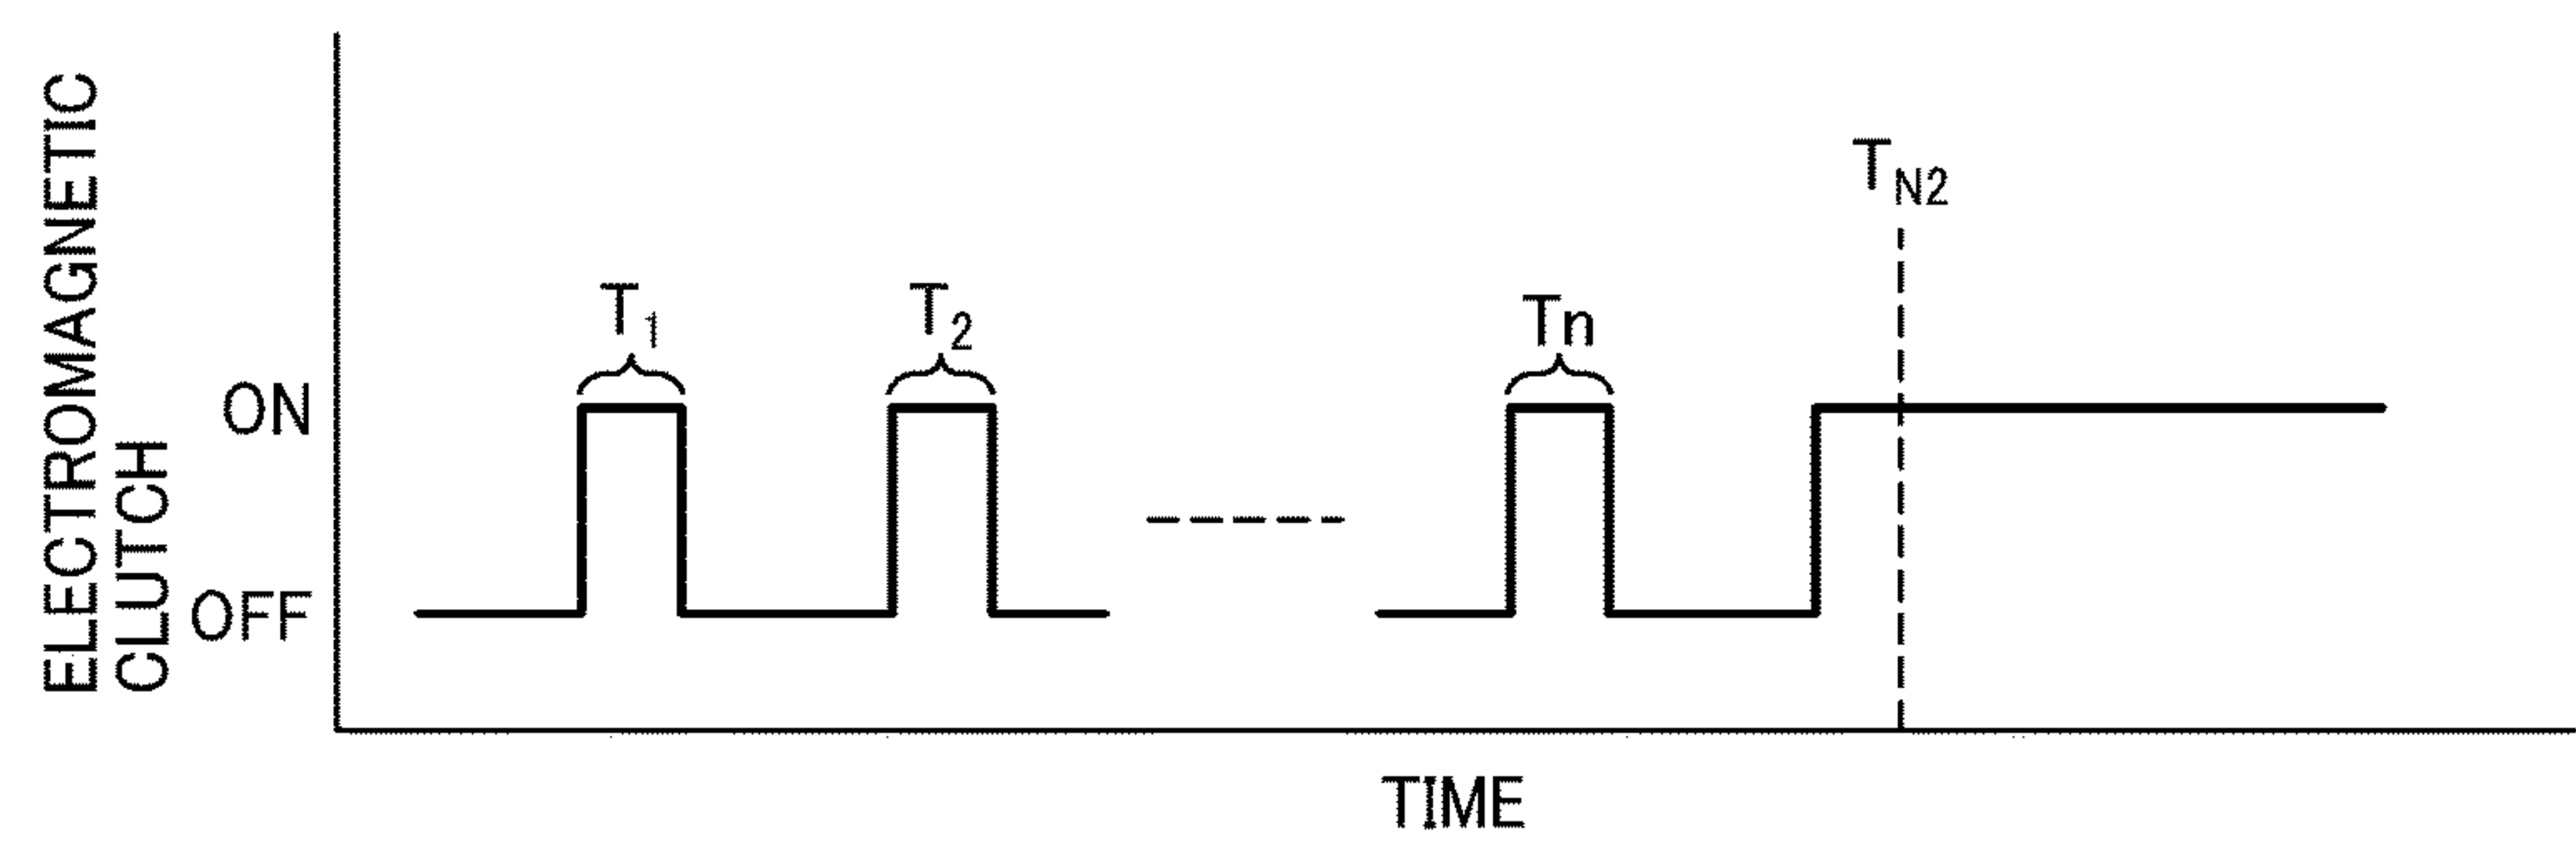 ELECTROMAGNETIC
CLUTCH
ON
OFF
T1
T2
Tn
TN2
TIME